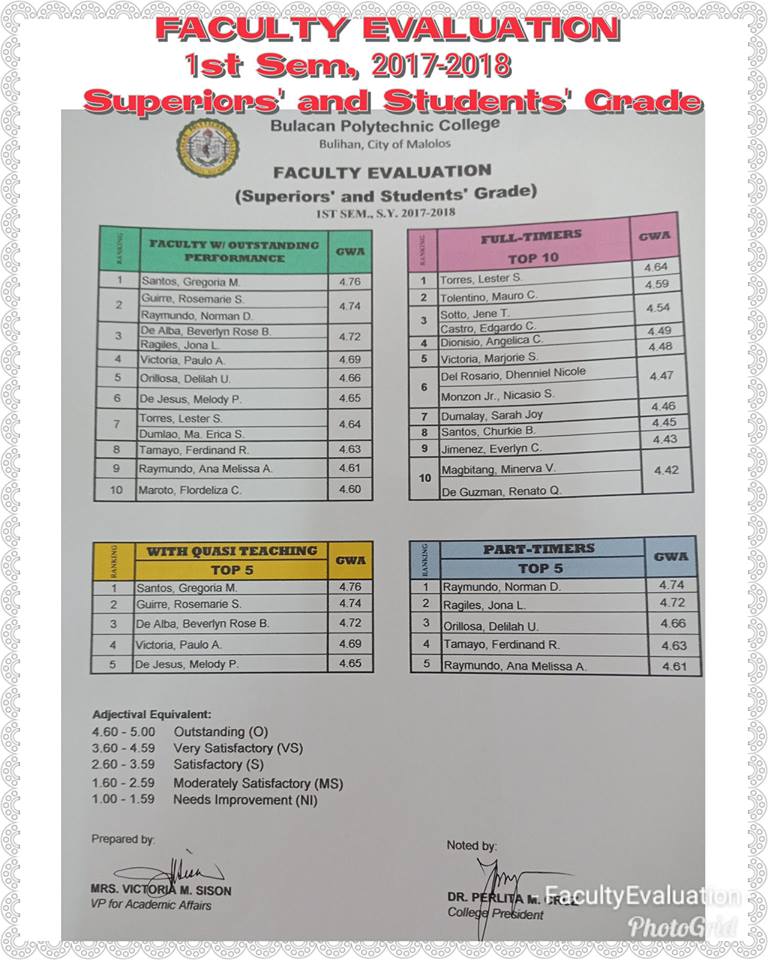 FACULTY EVALUATION
1st Sem, 2017-2018
Superiors' and Students' Grade
Bulacan Polytechnic College
Bulihan, City of Malolos
FACULTY EVALUATION
(Superiors' and Students' Grade)
1ST SEM., S.Y. 2017-2018
RANKING FACULTY W/ OUTSTANDING PERFORMANCE GWA
1 Santos, Gregoria M. 4.76
2 Guirre, Rosemarie S. 4.74
Raymundo, Norman D.
3 De Alba, Beverlyn Rose B. 4.72
Ragiles, Jona L.
4 Victoria, Paulo A. 4.69
5 Orillosa, Delilah U. 4.66
6 De Jesus, Melody P. 4.65
7 Torres, Lester S. 4.64
Dumlao, Ma. Erica S.
8 Tamayo, Ferdinand R. 4.63
9 Raymundo, Ana Melissa A. 4.61
10 Maroto, Flordeliza C. 4.60
RANKING FULL-TIMERS GWA
TOP 10
1 Torres, Lester S. 4.64
2 Tolentino, Mauro C. 4.59
3 Sotto, Jene T. 4.54
Castro, Edgardo C.
4 Dionisio, Angelica C. 4.49
5 Victoria, Marjorie S. 4.48
6 Del Rosario, Dhenniel Nicole 4.47
Monzon Jr., Nicasio S.
7 Dumalay, Sarah Joy 4.46
8 Santos, Churkie B. 4.45
9 Jimenez, Everlyn C. 4.43
10 Magbitang, Minerva V. 4.42
De Guzman, Renato Q.
RANKING WITH QUASI TEACHING GWA
TOP 5
1 Santos, Gregoria M. 4.76
2 Guirre, Rosemarie S. 4.74
3 De Alba, Beverlyn Rose B. 4.72
4 Victoria, Paulo A. 4.69
5 De Jesus, Melody P. 4.65
RANKING PART-TIMERS GWA
TOP 5
1 Raymundo, Norman D. 4.74
2 Ragiles, Jona L. 4.72
3 Orillosa, Delilah U. 4.66
4 Tamayo, Ferdinand R. 4.63
5 Raymundo, Ana Melissa A. 4.61
Adjectival Equivalent:
4.60 - 5.00 Outstanding (O)
3.60 - 4.59 Very Satisfactory (VS)
2.60 - 3.59 Satisfactory (S)
1.60 - 2.59 Moderately Satisfactory (MS)
1.00 - 1.59 Needs Improvement (NI)
Prepared by:
MRS. VICTORIA M. SISON
VP for Academic Affairs
Noted by:
DR. PERLITA M. CRUZ
College President
FacultyEvaluation
PhotoGrid